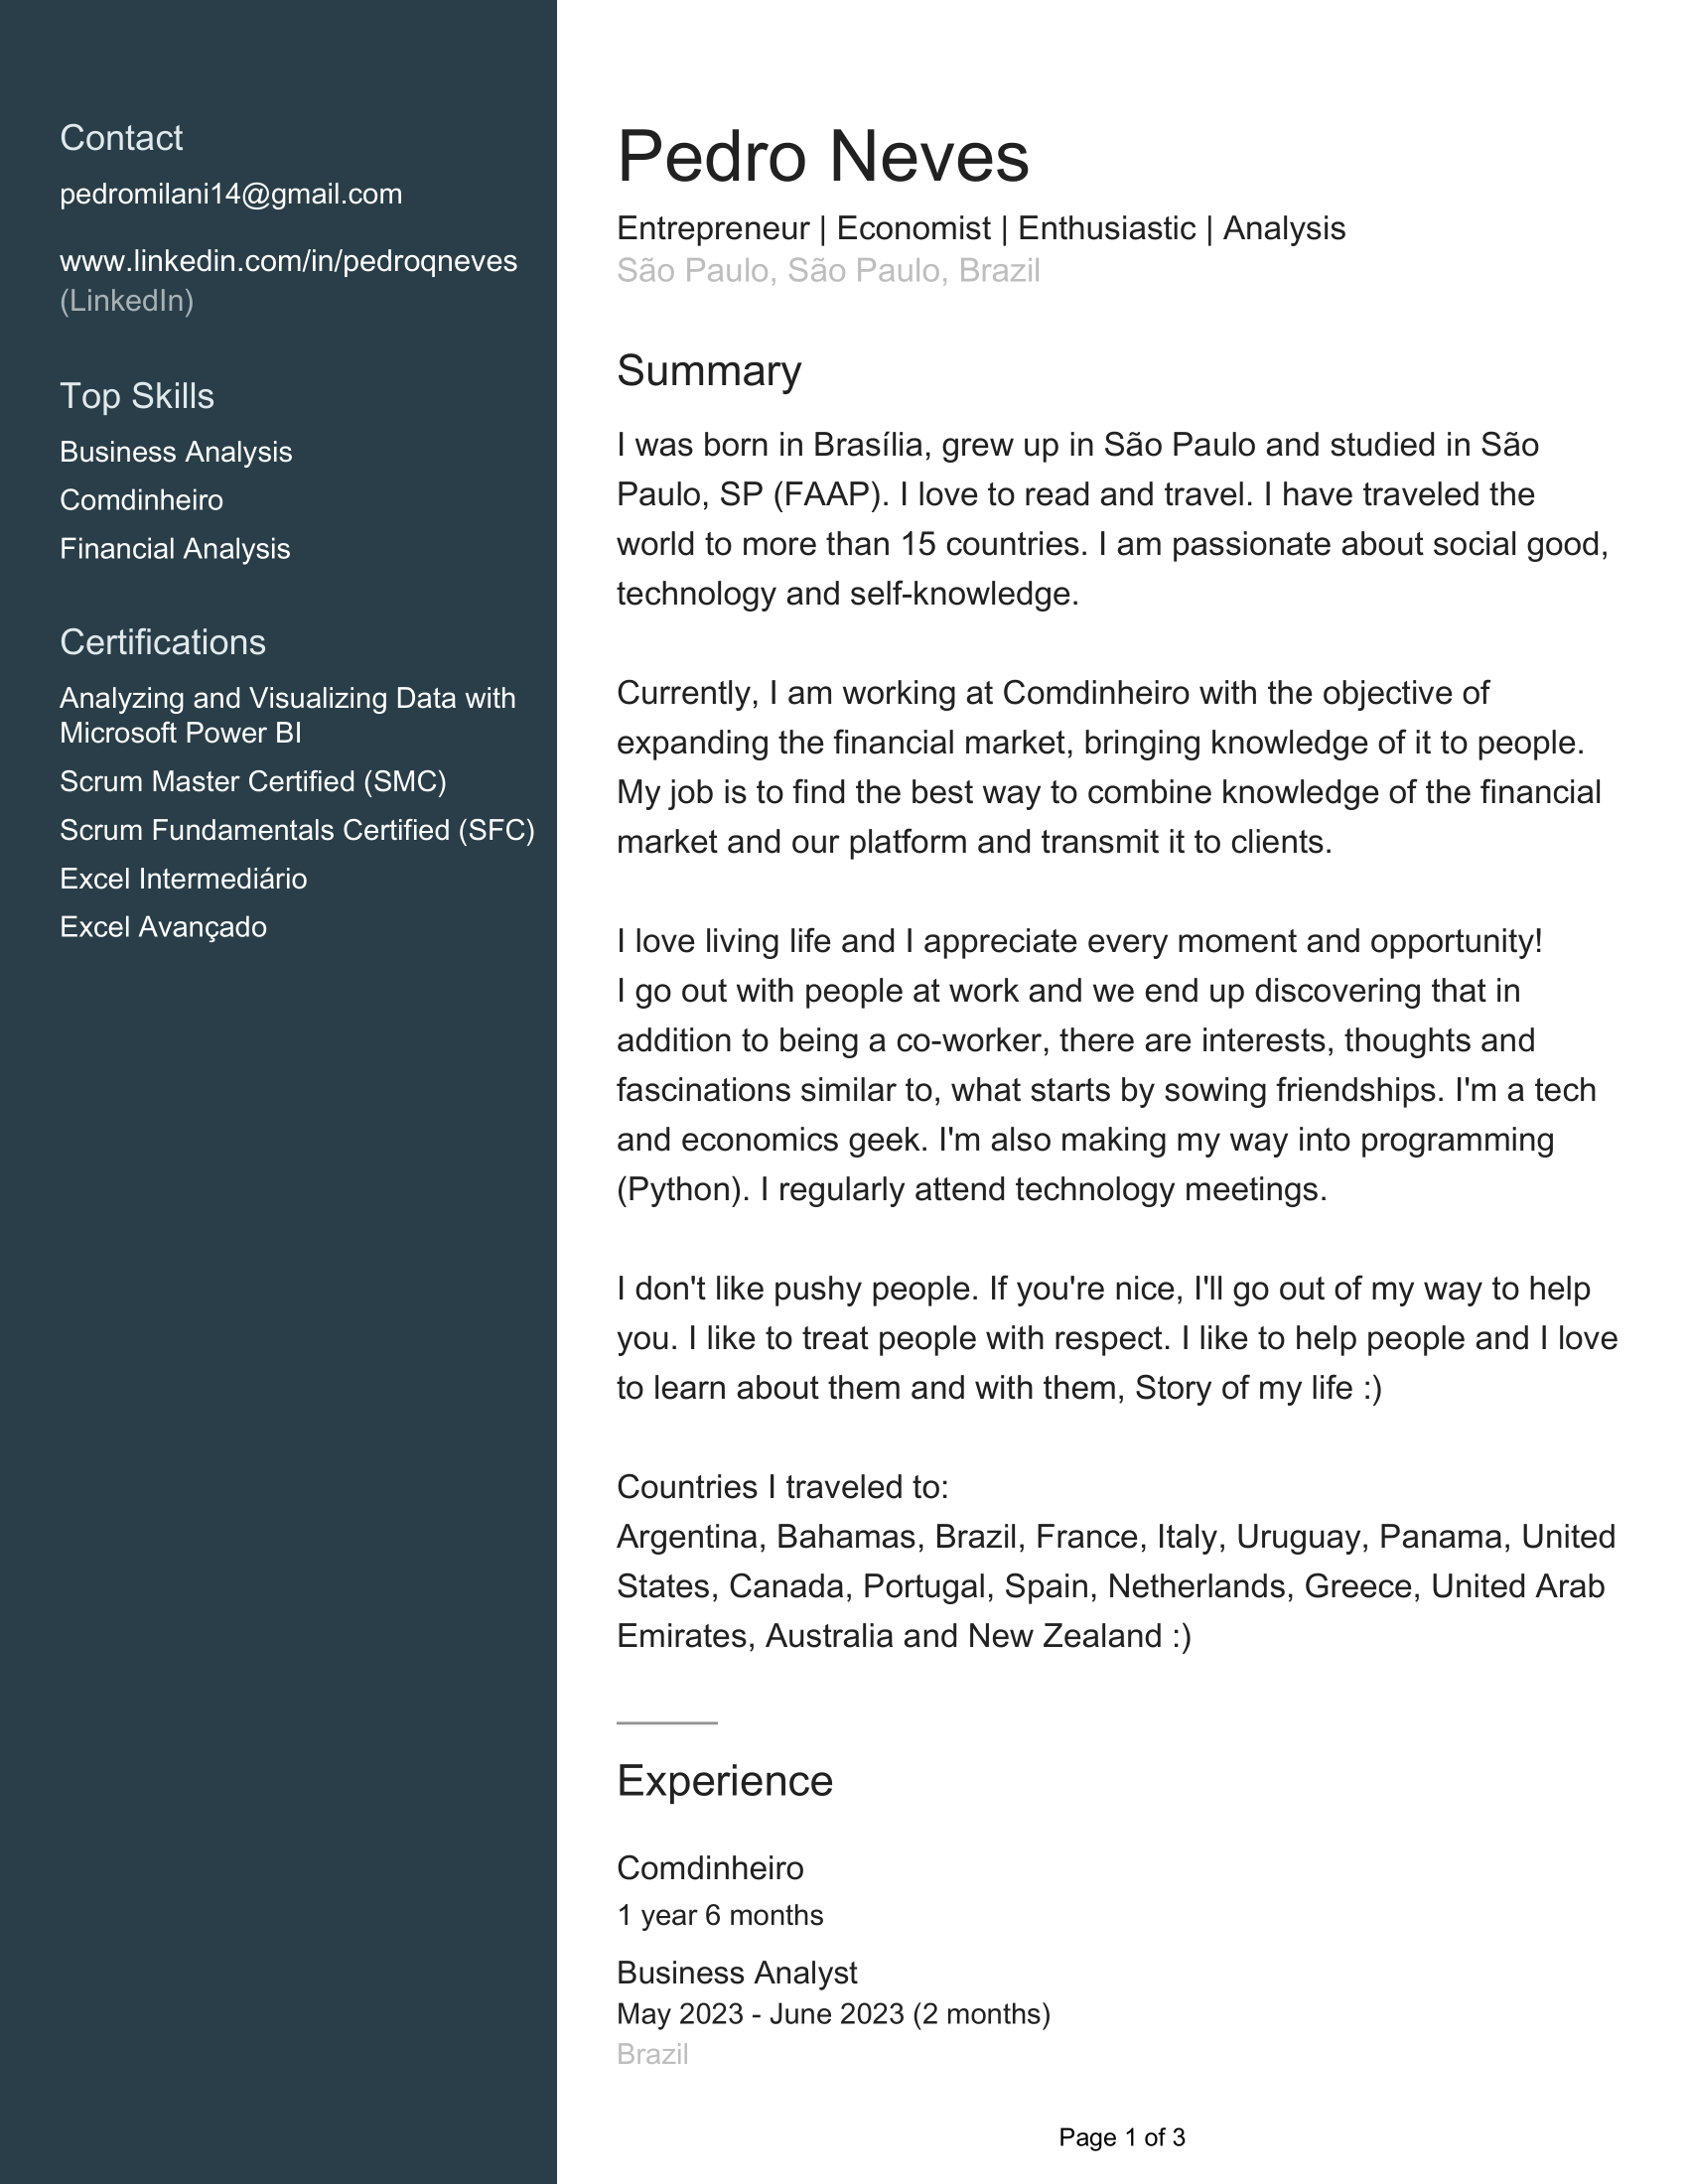 Contact
pedromilani14@gmail.com
www.linkedin.com/in/pedroqneves
(LinkedIn)
Top Skills
Business Analysis
Comdinheiro
Financial Analysis
Certifications
Analyzing and Visualizing Data with
Microsoft Power BI
Scrum Master Certified (SMC)
Scrum Fundamentals Certified (SFC)
Excel Intermediário
Excel Avançado
Pedro Neves
Entrepreneur | Economist | Enthusiastic | Analysis
São Paulo, São Paulo, Brazil
Summary
I was born in Brasília, grew up in São Paulo and studied in São
Paulo, SP (FAAP). I love to read and travel. I have traveled the
world to more than 15 countries. I am passionate about social good,
technology and self-knowledge.
Currently, I am working at Comdinheiro with the objective of
expanding the financial market, bringing knowledge of it to people.
My job is to find the best way to combine knowledge of the financial
market and our platform and transmit it to clients.
I love living life and I appreciate every moment and opportunity!
I go out with people at work and we end up discovering that in
addition to being a co-worker, there are interests, thoughts and
fascinations similar to, what starts by sowing friendships. I'm a tech
and economics geek. I'm also making my way into programming
(Python). I regularly attend technology meetings.
I don't like pushy people. If you're nice, I'll go out of my way to help
you. I like to treat people with respect. I like to help people and I love
to learn about them and with them, Story of my life :)
Countries I traveled to:
Argentina, Bahamas, Brazil, France, Italy, Uruguay, Panama, United
States, Canada, Portugal, Spain, Netherlands, Greece, United Arab
Emirates, Australia and New Zealand :)
Experience
Comdinheiro
1 year 6 months
Business Analyst
May 2023 - June 2023 (2 months)
Brazil
Page 1 of 3